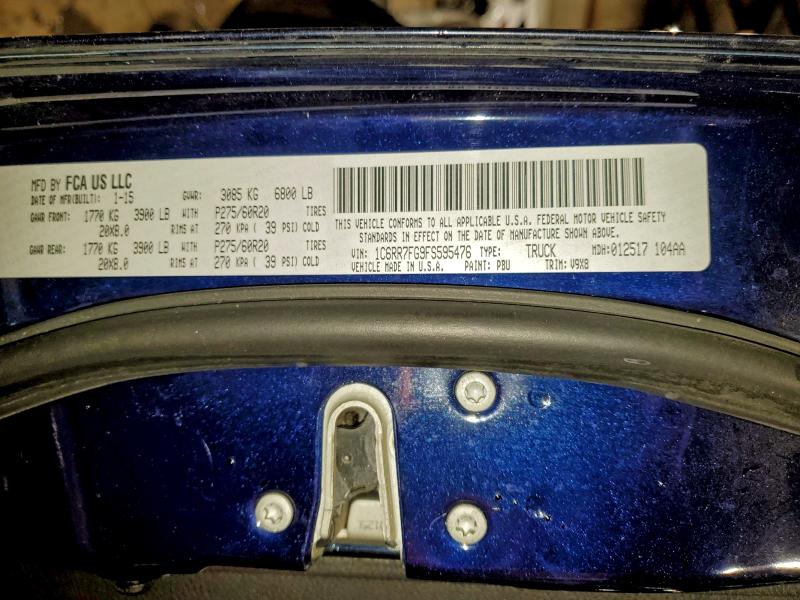 MFD BY FCA US LLC
DATE OF MFR(BUILT): 1-15 GVWR: 3085 KG 6800 LB
GAWR FRONT: 1770 KG 3900 LB WITH P275/60R20 TIRES
20X8.0 RIMS AT 270 KPA ( 39 PSI) COLD
GAWR REAR: 1770 KG 3900 LB WITH P275/60R20 TIRES
20X8.0 RIMS AT 270 KPA ( 39 PSI) COLD
THIS VEHICLE CONFORMS TO ALL APPLICABLE U.S.A. FEDERAL MOTOR VEHICLE SAFETY
STANDARDS IN EFFECT ON THE DATE OF MANUFACTURE SHOWN ABOVE.
VIN: 1C6RR7FG9FS595476 TYPE: TRUCK MDH: 012517 104AA
VEHICLE MADE IN U.S.A. PAINT: PBU TRIM: V9X8